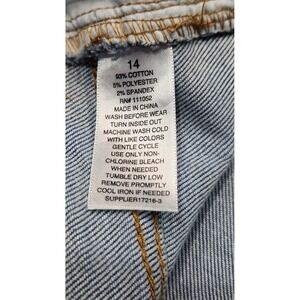 14
93% COTTON
5% POLYESTER
2% SPANDEX
RN# 111052
MADE IN CHINA
WASH BEFORE WEAR
TURN INSIDE OUT
MACHINE WASH COLD
WITH LIKE COLORS
GENTLE CYCLE
USE ONLY NON-
CHLORINE BLEACH
WHEN NEEDED
TUMBLE DRY LOW
REMOVE PROMPTLY
COOL IRON IF NEEDED
SUPPLIER17216-3